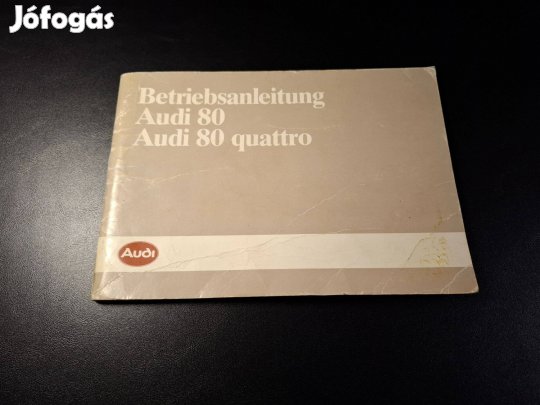 Jófogás
Betriebsanleitung
Audi 80
Audi 80 quattro
Audi